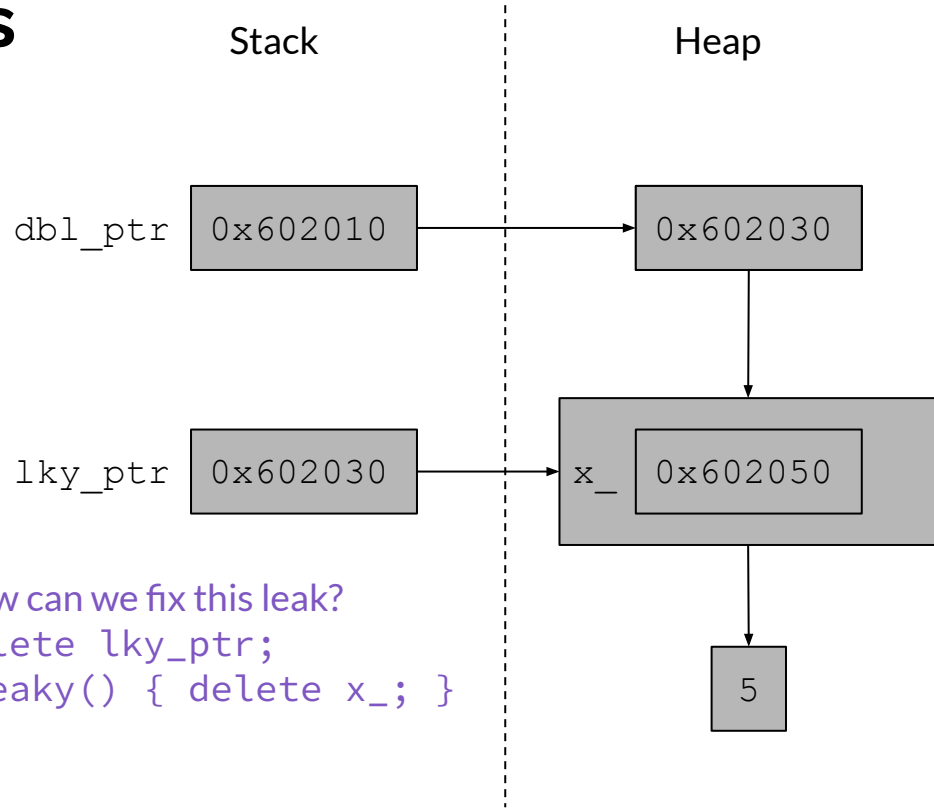 s
Stack
Heap
dbl_ptr 0x602010 0x602030
lky_ptr 0x602030 x_ 0x602050
w can we fix this leak?
lete lky_ptr;
eaky() { delete x_; }
5